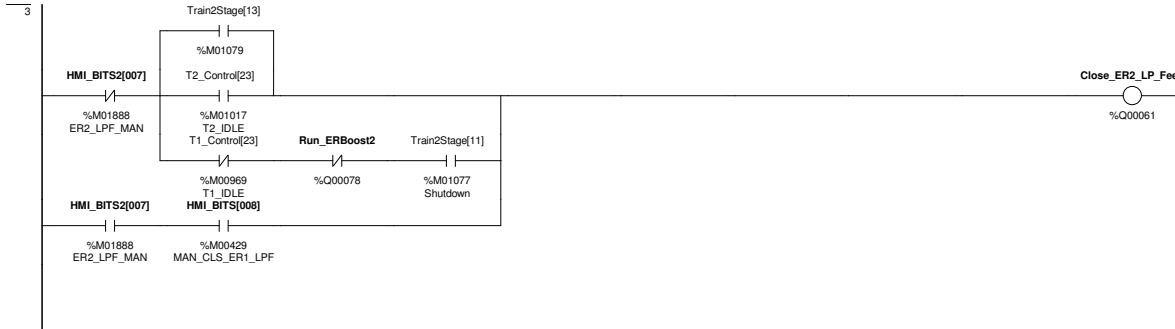 3
Train2Stage[13]
%M01079
HMI_BITS2[007] T2_Control[23] Close_ER2_LP_Fee
%M01888 %M01017 %Q00061
ER2_LPF_MAN T2_IDLE
T1_Control[23] Run_ERBoost2 Train2Stage[11]
%M00969 %Q00078 %M01077
T1_IDLE Shutdown
HMI_BITS2[007] HMI_BITS[008]
%M01888 %M00429
ER2_LPF_MAN MAN_CLS_ER1_LPF